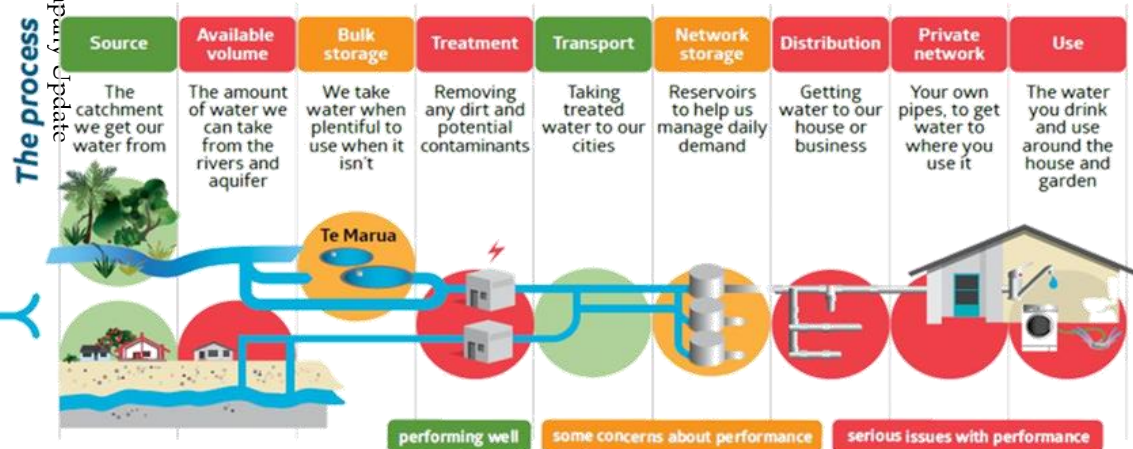 The process
pany Update
Source
Available
volume
Bulk
storage
Treatment
Transport
Network
storage
Distribution
Private
network
Use
The
catchment
we get our
water from
The amount
of water we
can take
from the
rivers and
aquifer
We take
water when
plentiful to
use when it
isn't
Removing
any dirt and
potential
contaminants
Taking
treated
water to our
cities
Reservoirs
to help us
manage daily
demand
Getting
water to our
house or
business
Your own
pipes, to get
water to
where you
use it
The water
you drink
and use
around the
house and
garden
Te Marua
performing well
some concerns about performance
serious issues with performance